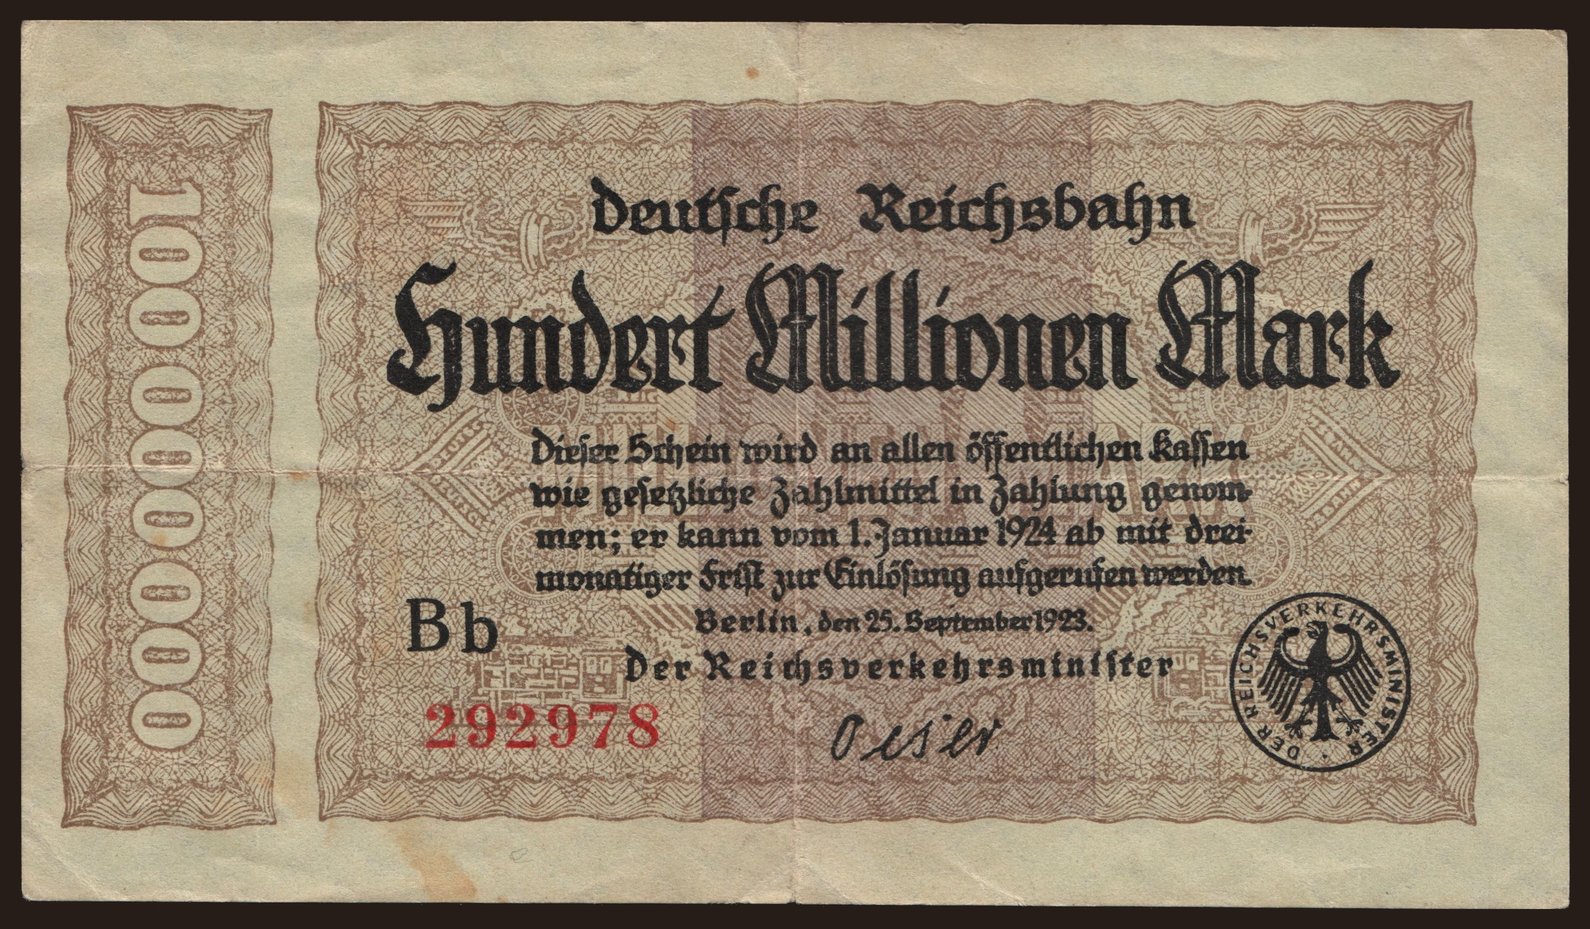 100000000
Deutsche Reichsbahn
Hundert Millionen Mark
Dieser Schein wird an allen öffentlichen Kassen
wie gesetzliche Zahlmittel in Zahlung genom-
men; er kann vom 1. Januar 1924 ab mit drei-
monatiger Frist zur Einlösung aufgerufen werden.
Berlin, den 25. September 1923.
Der Reichsverkehrsminister
Bb
292978
Oeser
DER REICHSVERKEHRSMINISTER